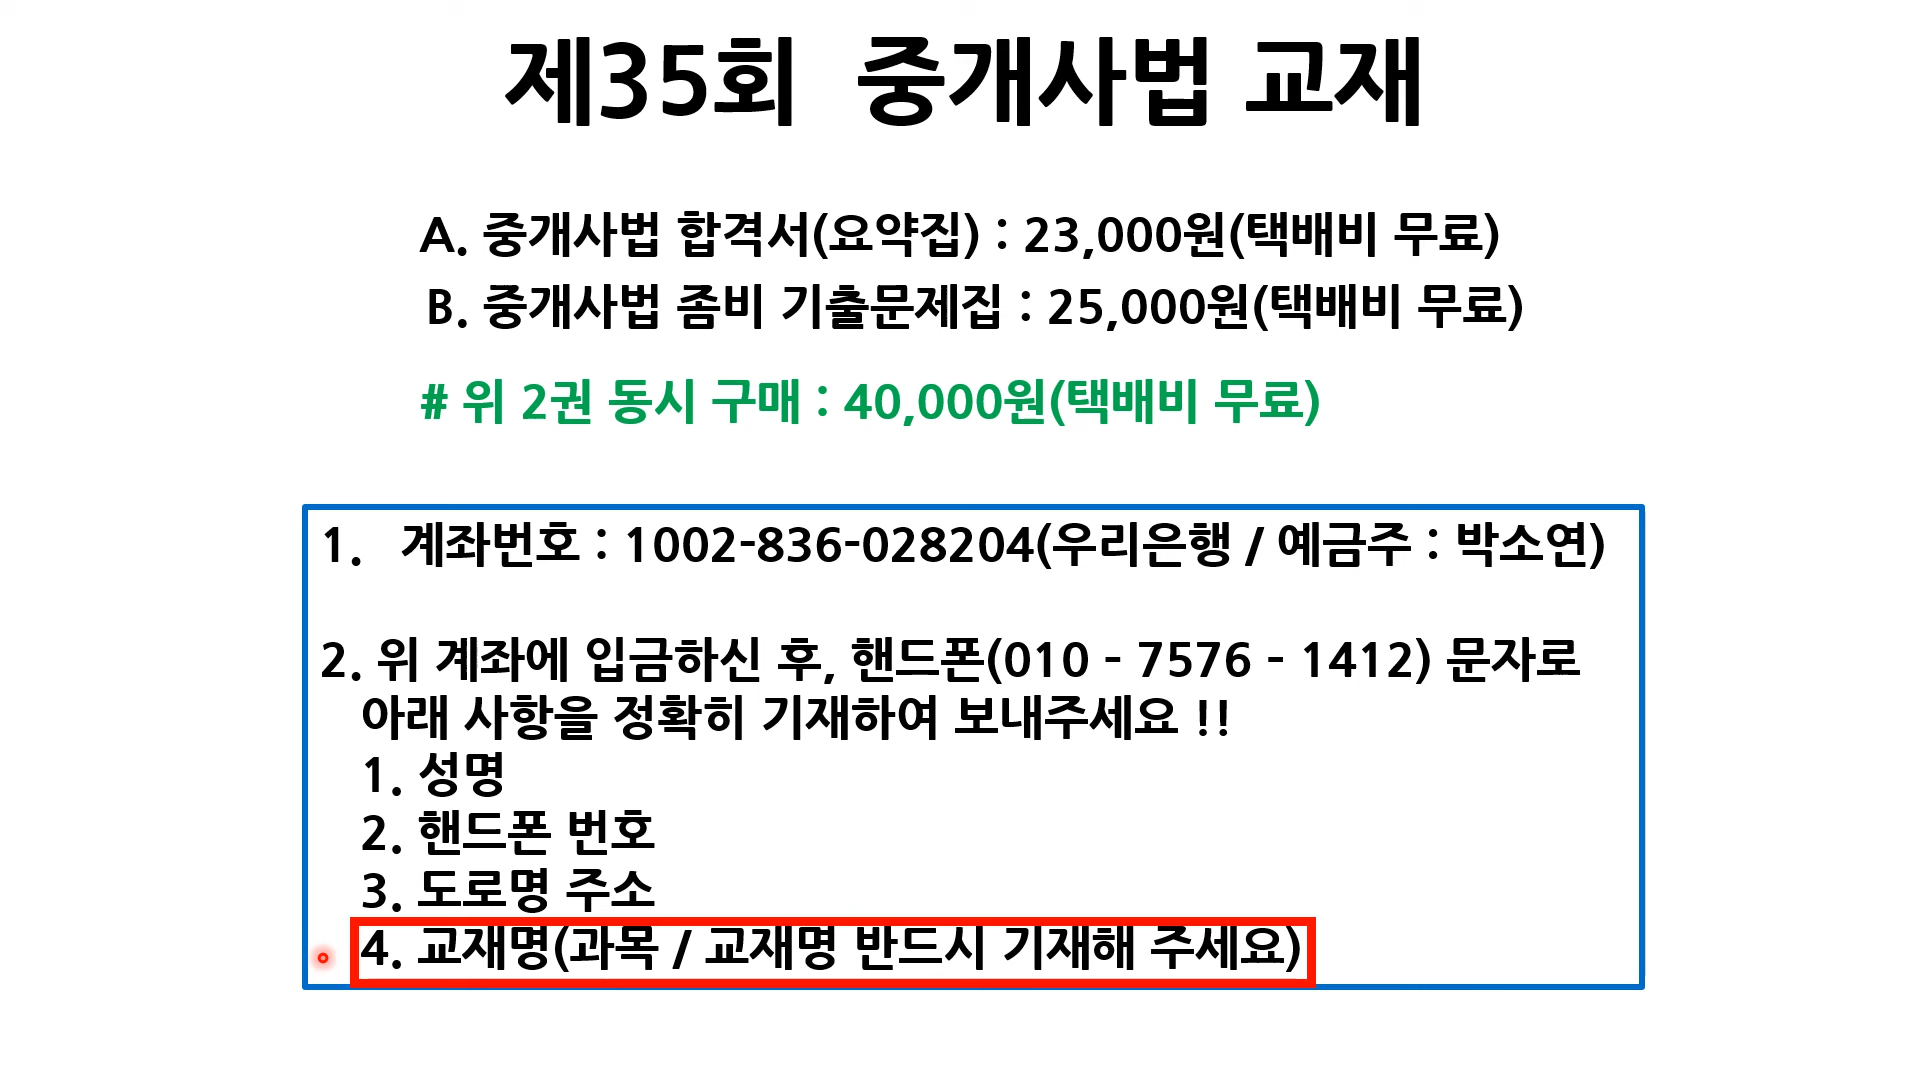 제35회 중개사법 교재
A. 중개사법 합격서(요약집) : 23,000원(택배비 무료)
B. 중개사법 좀비 기출문제집 : 25,000원(택배비 무료)
# 위 2권 동시 구매 : 40,000원(택배비 무료)
1. 계좌번호 : 1002-836-028204(우리은행 / 예금주 : 박소연)
2. 위 계좌에 입금하신 후, 핸드폰(010 - 7576 - 1412) 문자로
아래 사항을 정확히 기재하여 보내주세요 !!
1. 성명
2. 핸드폰 번호
3. 도로명 주소
4. 교재명(과목 / 교재명 반드시 기재해 주세요)